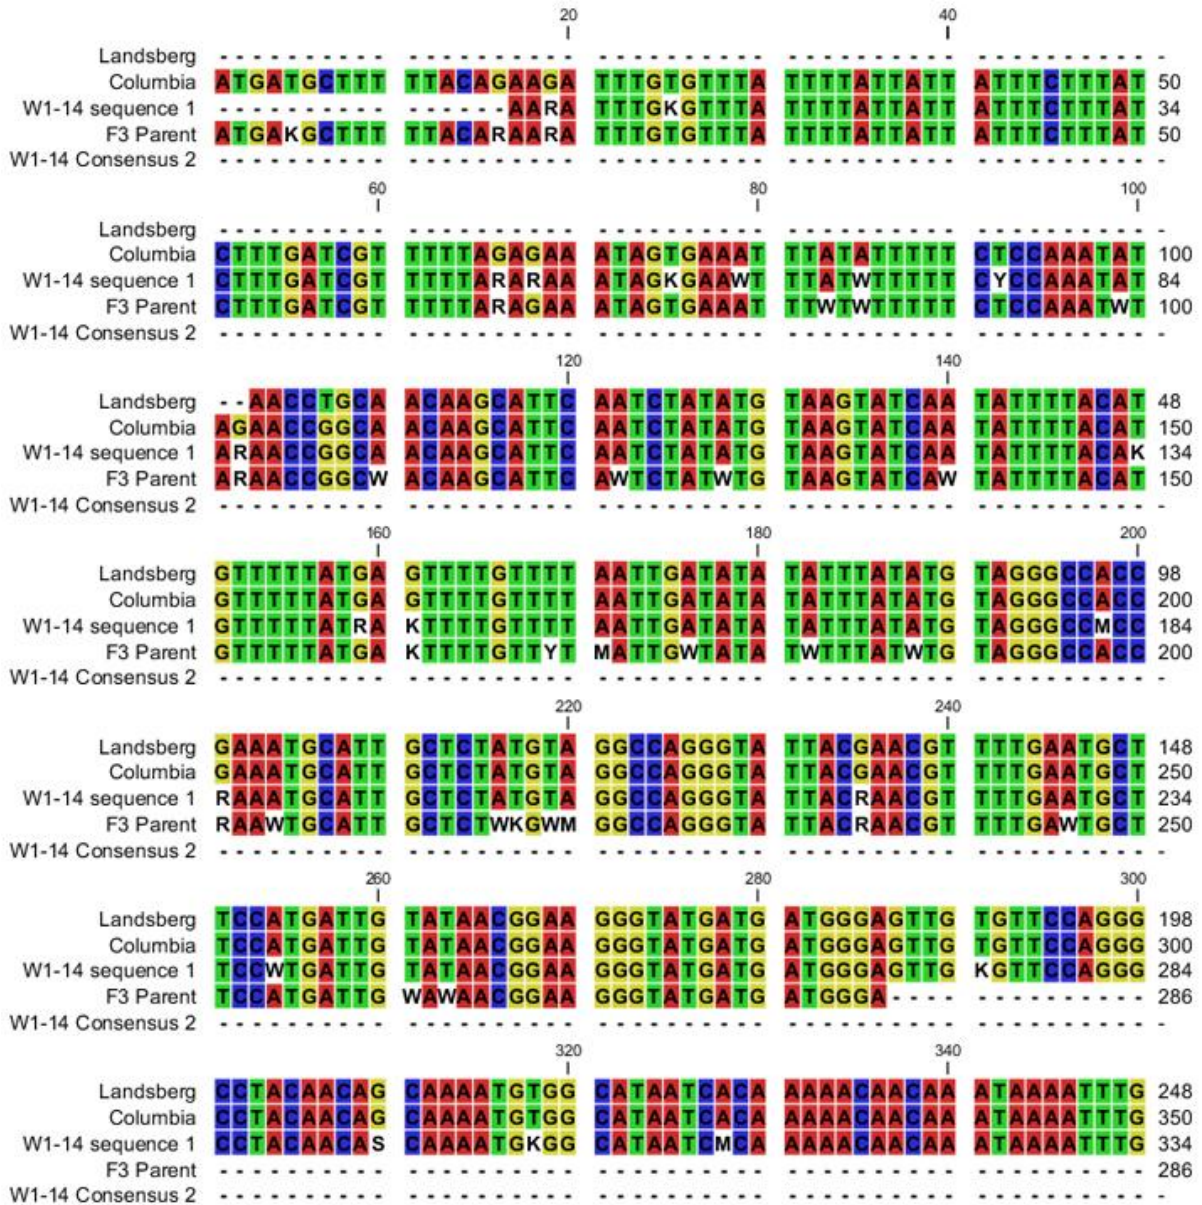 20 40
Landsberg - - - - - - - - - - - - - - - - - - - - - - - - - - - - - - - - - - - - - - - - - - - - - - - - - - -
Columbia ATGATGCTTT TTACAGAAGA TTTGTGTTTA TTTTATTATT ATTTCTTTAT 50
W1-14 sequence 1 - - - - - - - - - - - - - - - - AARA TTTGKGTTTA TTTTATTATT ATTTCTTTAT 34
F3 Parent ATGAKGCTTT TTACARAARA TTTGTGTTTA TTTTATTATT ATTTCTTTAT 50
W1-14 Consensus 2 - - - - - - - - - - - - - - - - - - - - - - - - - - - - - - - - - - - - - - - - - - - - - - - - - - -
60 80 100
Landsberg - - - - - - - - - - - - - - - - - - - - - - - - - - - - - - - - - - - - - - - - - - - - - - - - - - -
Columbia CTTTGATCGT TTTTAGAGAA ATAGTGAAAT TTATATTTTT CTCCAAATAT 100
W1-14 sequence 1 CTTTGATCGT TTTTARARAA ATAGKGAAWT TTATWTTTTT CYCCAAATAT 84
F3 Parent CTTTGATCGT TTTTARAGAA ATAGTGAAAT TTWTWTTTTT CTCCAAATWT 100
W1-14 Consensus 2 - - - - - - - - - - - - - - - - - - - - - - - - - - - - - - - - - - - - - - - - - - - - - - - - - - -
120 140
Landsberg - - AACCTGCA ACAAGCATTC AATCTATATG TAAGTATCAA TATTTTACAT 48
Columbia AGAACCGGCA ACAAGCATTC AATCTATATG TAAGTATCAA TATTTTACAT 150
W1-14 sequence 1 ARAACCGGCA ACAAGCATTC AATCTATATG TAAGTATCAA TATTTTACAK 134
F3 Parent ARAACCGGCW ACAAGCATTC AWTCTATWTG TAAGTATCAW TATTTTACAT 150
W1-14 Consensus 2 - - - - - - - - - - - - - - - - - - - - - - - - - - - - - - - - - - - - - - - - - - - - - - - - - - -
160 180 200
Landsberg GTTTTTATGA GTTTTGTTTT AATTGATATA TATTTATATG TAGGGCCACC 98
Columbia GTTTTTATGA GTTTTGTTTT AATTGATATA TATTTATATG TAGGGCCACC 200
W1-14 sequence 1 GTTTTTATRA KTTTTGTTTT AATTGATATA TATTTATATG TAGGGCCMCC 184
F3 Parent GTTTTTATGA KTTTTGTTYT MATTGWTATA TWTTTATWTG TAGGGCCACC 200
W1-14 Consensus 2 - - - - - - - - - - - - - - - - - - - - - - - - - - - - - - - - - - - - - - - - - - - - - - - - - - -
220 240
Landsberg GAAATGCATT GCTCTATGTA GGCCAGGGTA TTACGAACGT TTTGAATGCT 148
Columbia GAAATGCATT GCTCTATGTA GGCCAGGGTA TTACGAACGT TTTGAATGCT 250
W1-14 sequence 1 RAAATGCATT GCTCTATGTA GGCCAGGGTA TTACRAACGT TTTGAATGCT 234
F3 Parent RAAWTGCATT GCTCTWKGWM GGCCAGGGTA TTACRAACGT TTTGAWTGCT 250
W1-14 Consensus 2 - - - - - - - - - - - - - - - - - - - - - - - - - - - - - - - - - - - - - - - - - - - - - - - - - - -
260 280 300
Landsberg TCCATGATTG TATAACGGAA GGGTATGATG ATGGGAGTTG TGTTCCAGGG 198
Columbia TCCATGATTG TATAACGGAA GGGTATGATG ATGGGAGTTG TGTTCCAGGG 300
W1-14 sequence 1 TCCWTGATTG TATAACGGAA GGGTATGATG ATGGGAGTTG KGTTCCAGGG 284
F3 Parent TCCATGATTG WAWAACGGAA GGGTATGATG ATGGGA- - - - - - - - - - - - - - 286
W1-14 Consensus 2 - - - - - - - - - - - - - - - - - - - - - - - - - - - - - - - - - - - - - - - - - - - - - - - - - - -
320 340
Landsberg CCTACAACAG CAAAATGTGG CATAATCACA AAAACAACAA ATAAAATTTG 248
Columbia CCTACAACAG CAAAATGTGG CATAATCACA AAAACAACAA ATAAAATTTG 350
W1-14 sequence 1 CCTACAACAS CAAAATGKGG CATAATCMCA AAAACAACAA ATAAAATTTG 334
F3 Parent - - - - - - - - - - - - - - - - - - - - - - - - - - - - - - - - - - - - - - - - - - - - - - - - - - 286
W1-14 Consensus 2 - - - - - - - - - - - - - - - - - - - - - - - - - - - - - - - - - - - - - - - - - - - - - - - - - - -